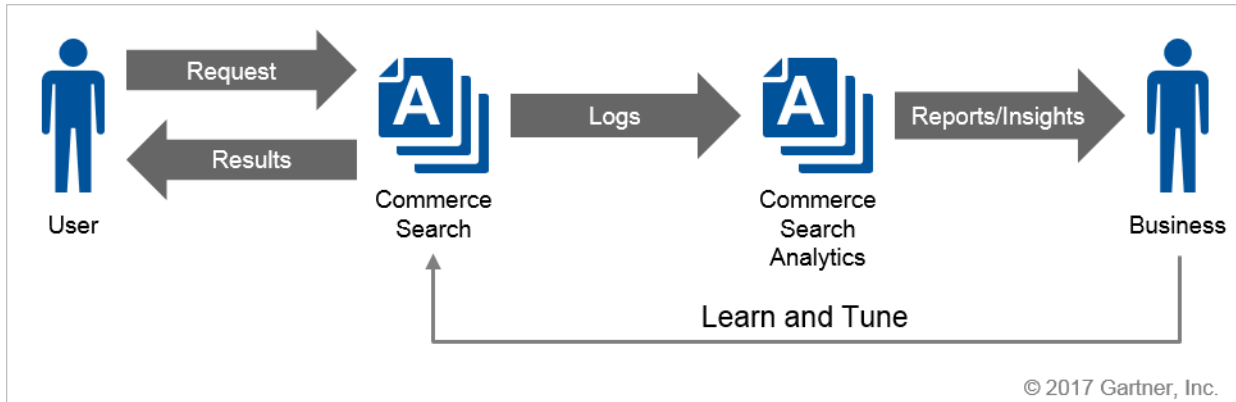 Request
Results
User
A
Commerce
Search
Logs
A
Commerce
Search
Analytics
Reports/Insights
Business
Learn and Tune
© 2017 Gartner, Inc.